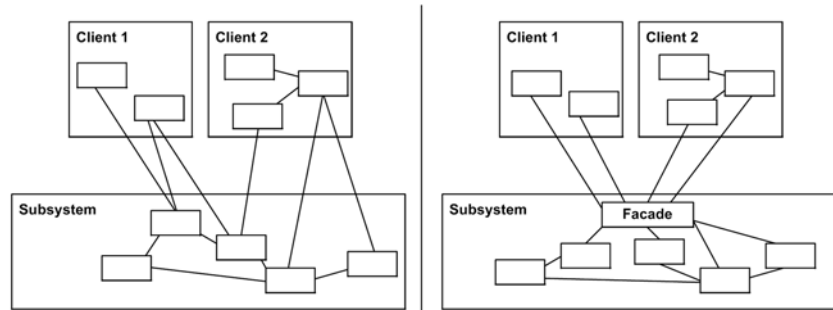 Client 1
Client 2
Subsystem
Client 1
Client 2
Subsystem
Facade